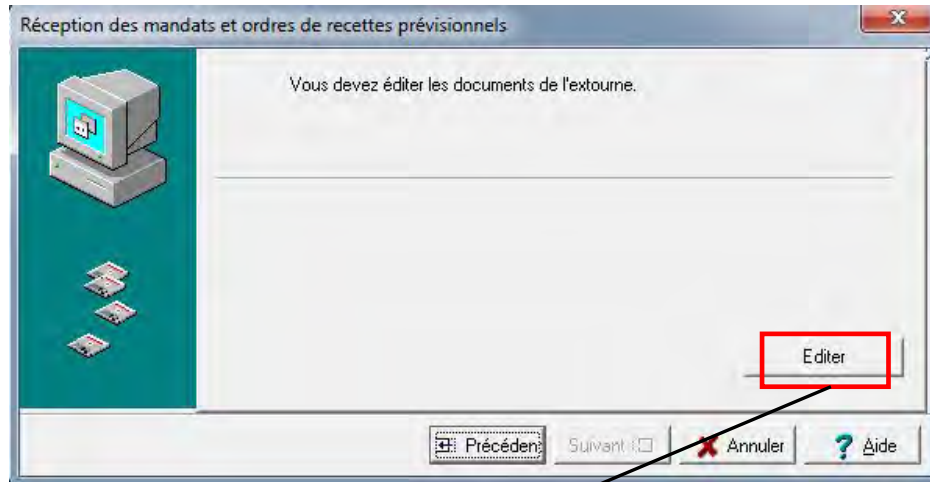 Réception des mandats et ordres de recettes prévisionnels
Vous devez éditer les documents de l'extourne.
Editer
Précéden
Suivant
Annuler
? Aide